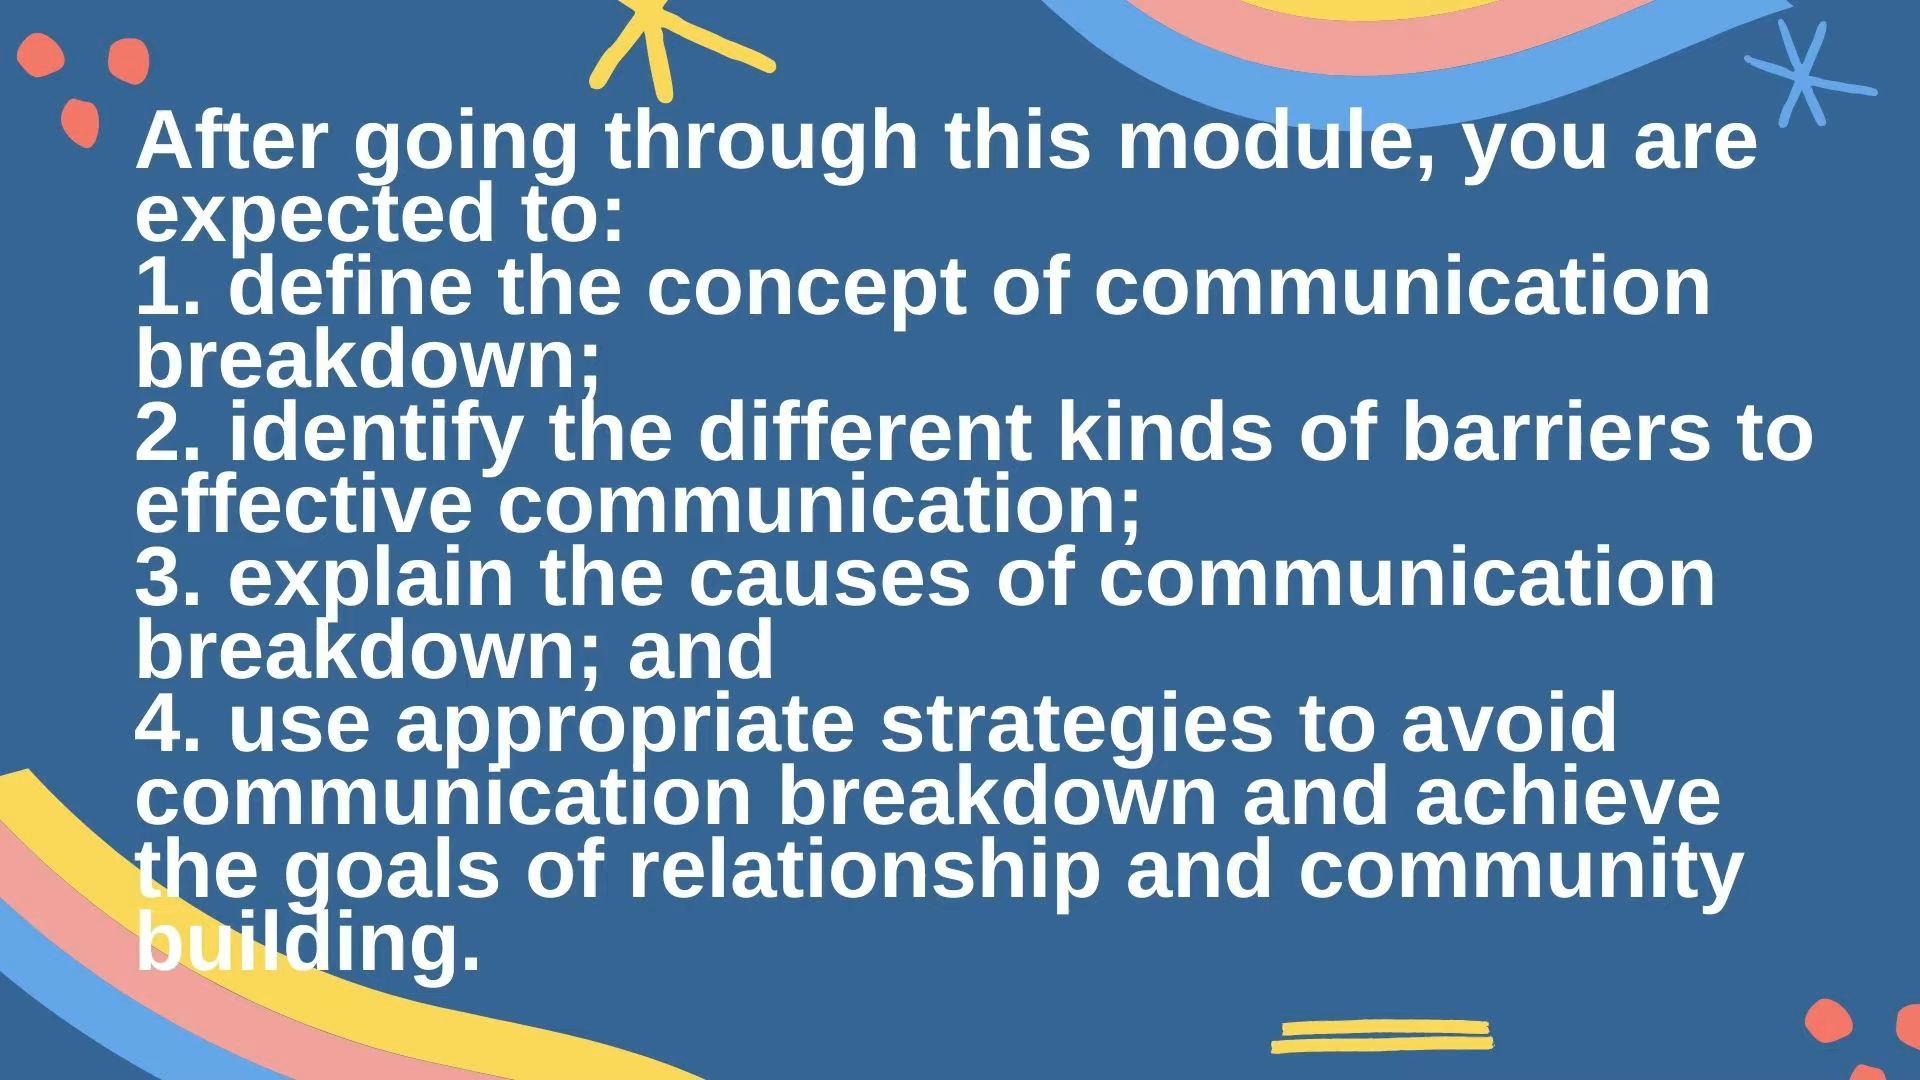 After going through this module, you are
expected to:
1. define the concept of communication
breakdown;
2. identify the different kinds of barriers to
effective communication;
3. explain the causes of communication
breakdown; and
4. use appropriate strategies to avoid
communication breakdown and achieve
the goals of relationship and community
building.